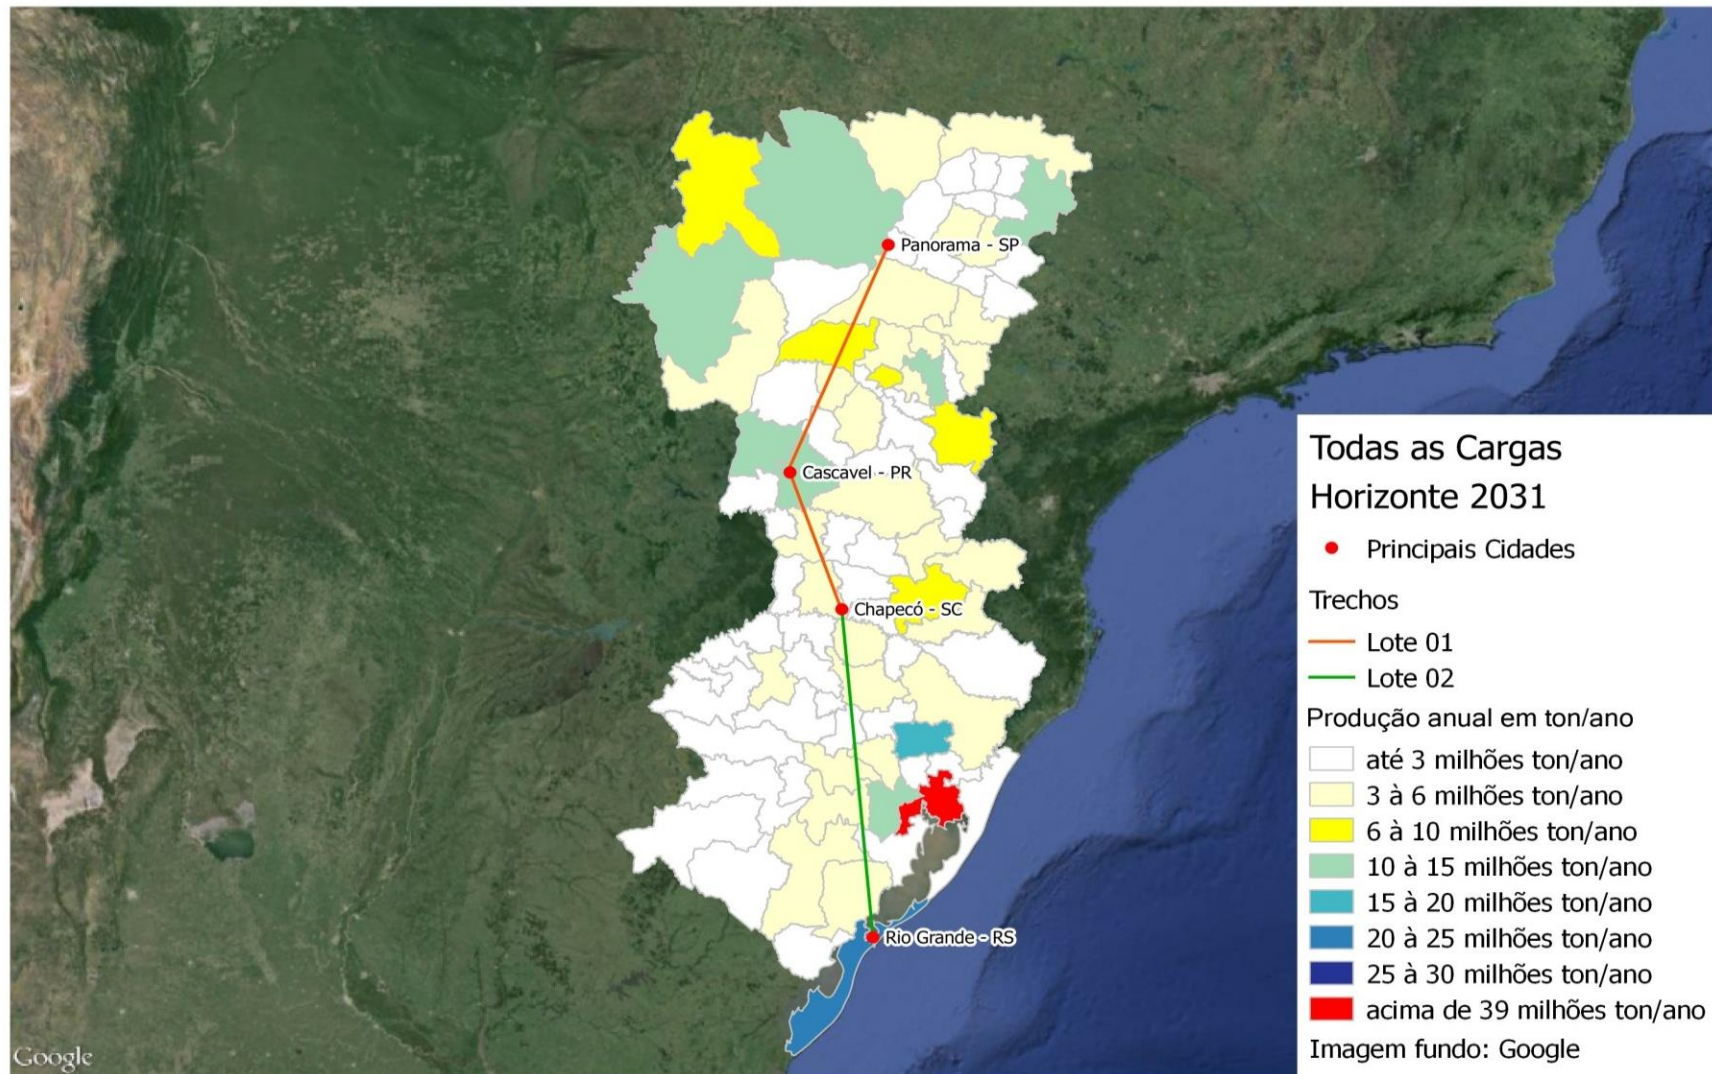 Panorama - SP
Cascavel - PR
Chapecó - SC
Rio Grande - RS
Todas as Cargas
Horizonte 2031
Principais Cidades
Trechos
Lote 01
Lote 02
Produção anual em ton/ano
até 3 milhões ton/ano
3 à 6 milhões ton/ano
6 à 10 milhões ton/ano
10 à 15 milhões ton/ano
15 à 20 milhões ton/ano
20 à 25 milhões ton/ano
25 à 30 milhões ton/ano
acima de 39 milhões ton/ano
Imagem fundo: Google
Google